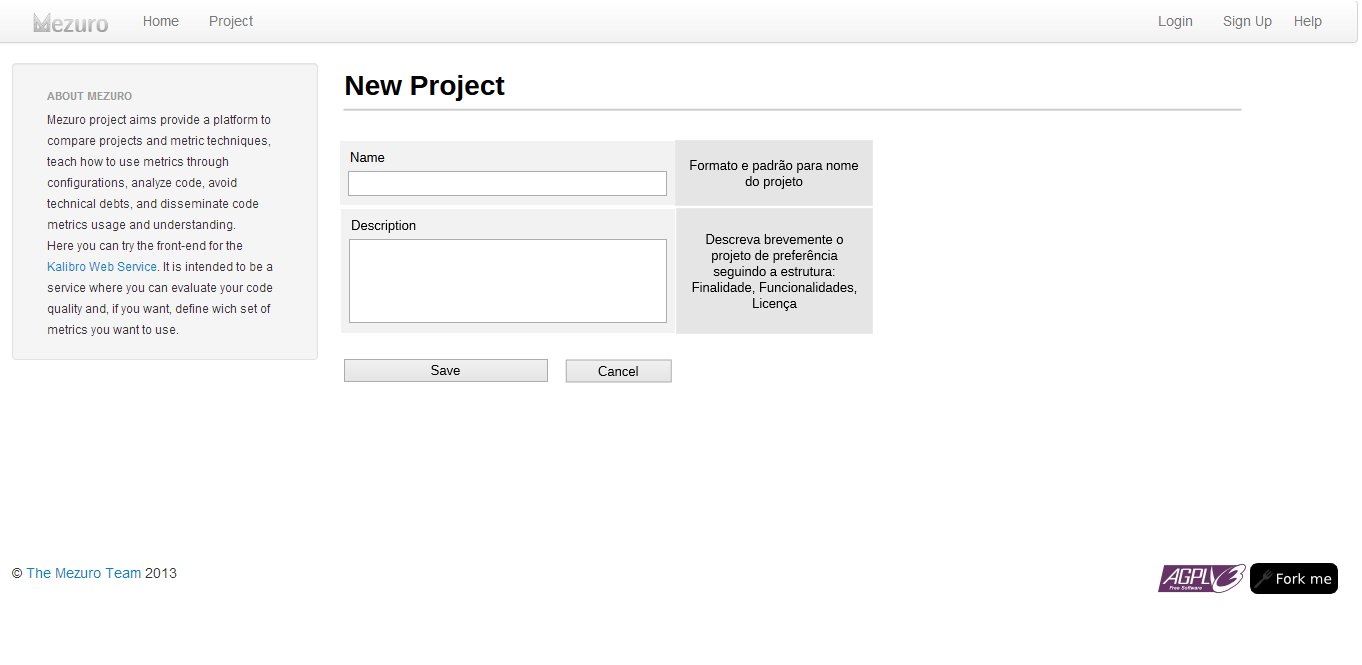 Mezuro Home Project Login Sign Up Help
ABOUT MEZURO
Mezuro project aims provide a platform to
compare projects and metric techniques,
teach how to use metrics through
configurations, analyze code, avoid
technical debts, and disseminate code
metrics usage and understanding.
Here you can try the front-end for the
Kalibro Web Service. It is intended to be a
service where you can evaluate your code
quality and, if you want, define wich set of
metrics you want to use.
New Project
Name
Formato e padrão para nome
do projeto
Description
Descreva brevemente o
projeto de preferência
seguindo a estrutura:
Finalidade, Funcionalidades,
Licença
Save Cancel
© The Mezuro Team 2013
AGPLV3
Free Software
Fork me